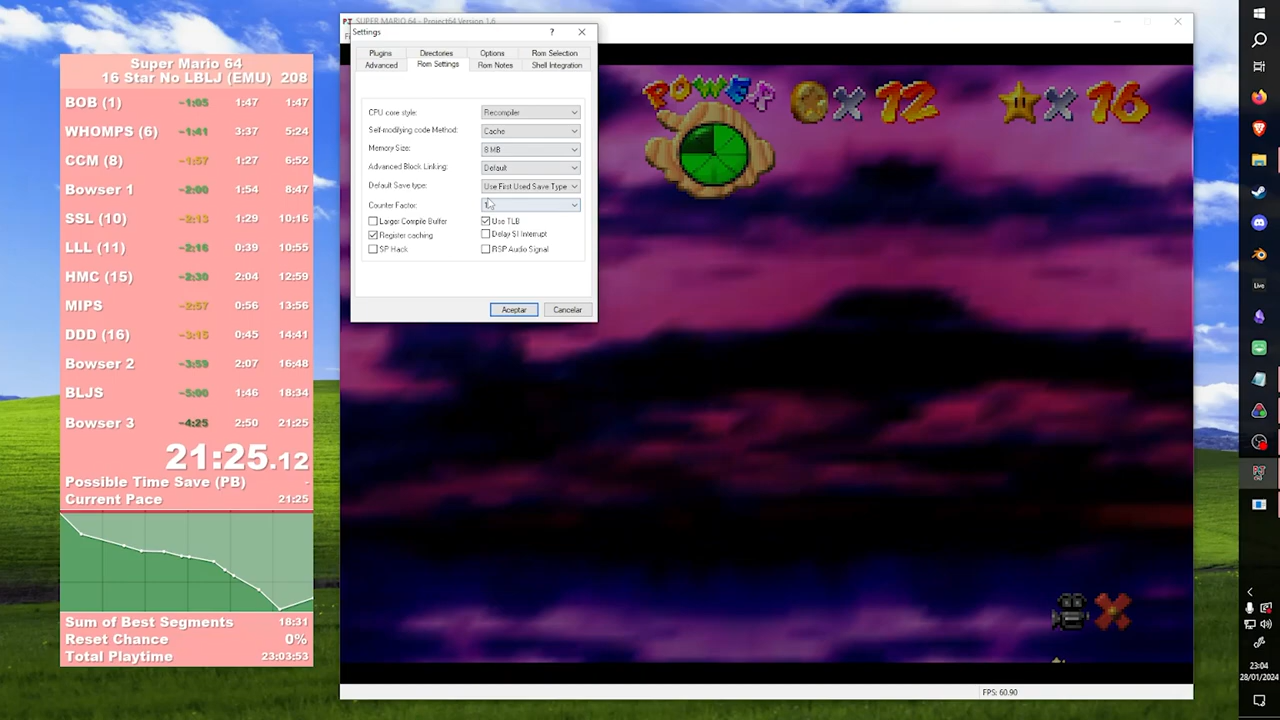 Super Mario 64
16 Star No LBLJ (EMU) 208
BOB (1) -1:05 1:47 1:47
WHOMPS (6) -1:41 3:37 5:24
CCM (8) -1:57 1:27 6:52
Bowser 1 -2:00 1:54 8:47
SSL (10) -2:13 1:29 10:16
LLL (11) -2:16 0:39 10:55
HMC (15) -2:30 2:04 12:59
MIPS -2:57 0:56 13:56
DDD (16) -3:15 0:45 14:41
Bowser 2 -3:59 2:07 16:48
BLJS -5:00 1:46 18:34
Bowser 3 -4:25 2:50 21:25
21:25.12
Possible Time Save (PB) -
Current Pace 21:25
Sum of Best Segments 18:31
Reset Chance 0%
Total Playtime 23:03:53
SUPER MARIO 64 - Project64 Version 1.6
Settings
Plugins Directories Options Rom Selection
Advanced Rom Settings Rom Notes Shell Integration
CPU core style: Recompiler
Self-modifying code Method: Cache
Memory Size: 8 MB
Advanced Block Linking: Default
Default Save type: Use First Used Save Type
Counter Factor: 1
Larger Compile Buffer Use TLB
Register caching Delay SI Interrupt
SP Hack RSP Audio Signal
Aceptar Cancelar
POWER × 12 × 16
FPS: 60.90
Live
23:04
28/01/2024